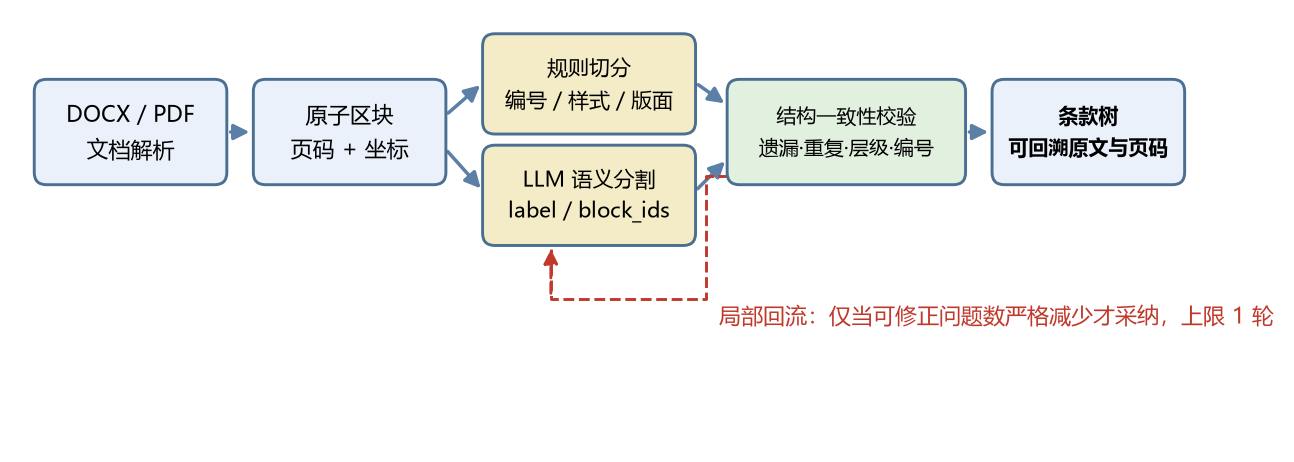 DOCX / PDF
文档解析
原子区块
页码 + 坐标
规则切分
编号 / 样式 / 版面
LLM 语义分割
label / block_ids
结构一致性校验
遗漏·重复·层级·编号
条款树
可回溯原文与页码
局部回流：仅当可修正问题数严格减少才采纳，上限 1 轮